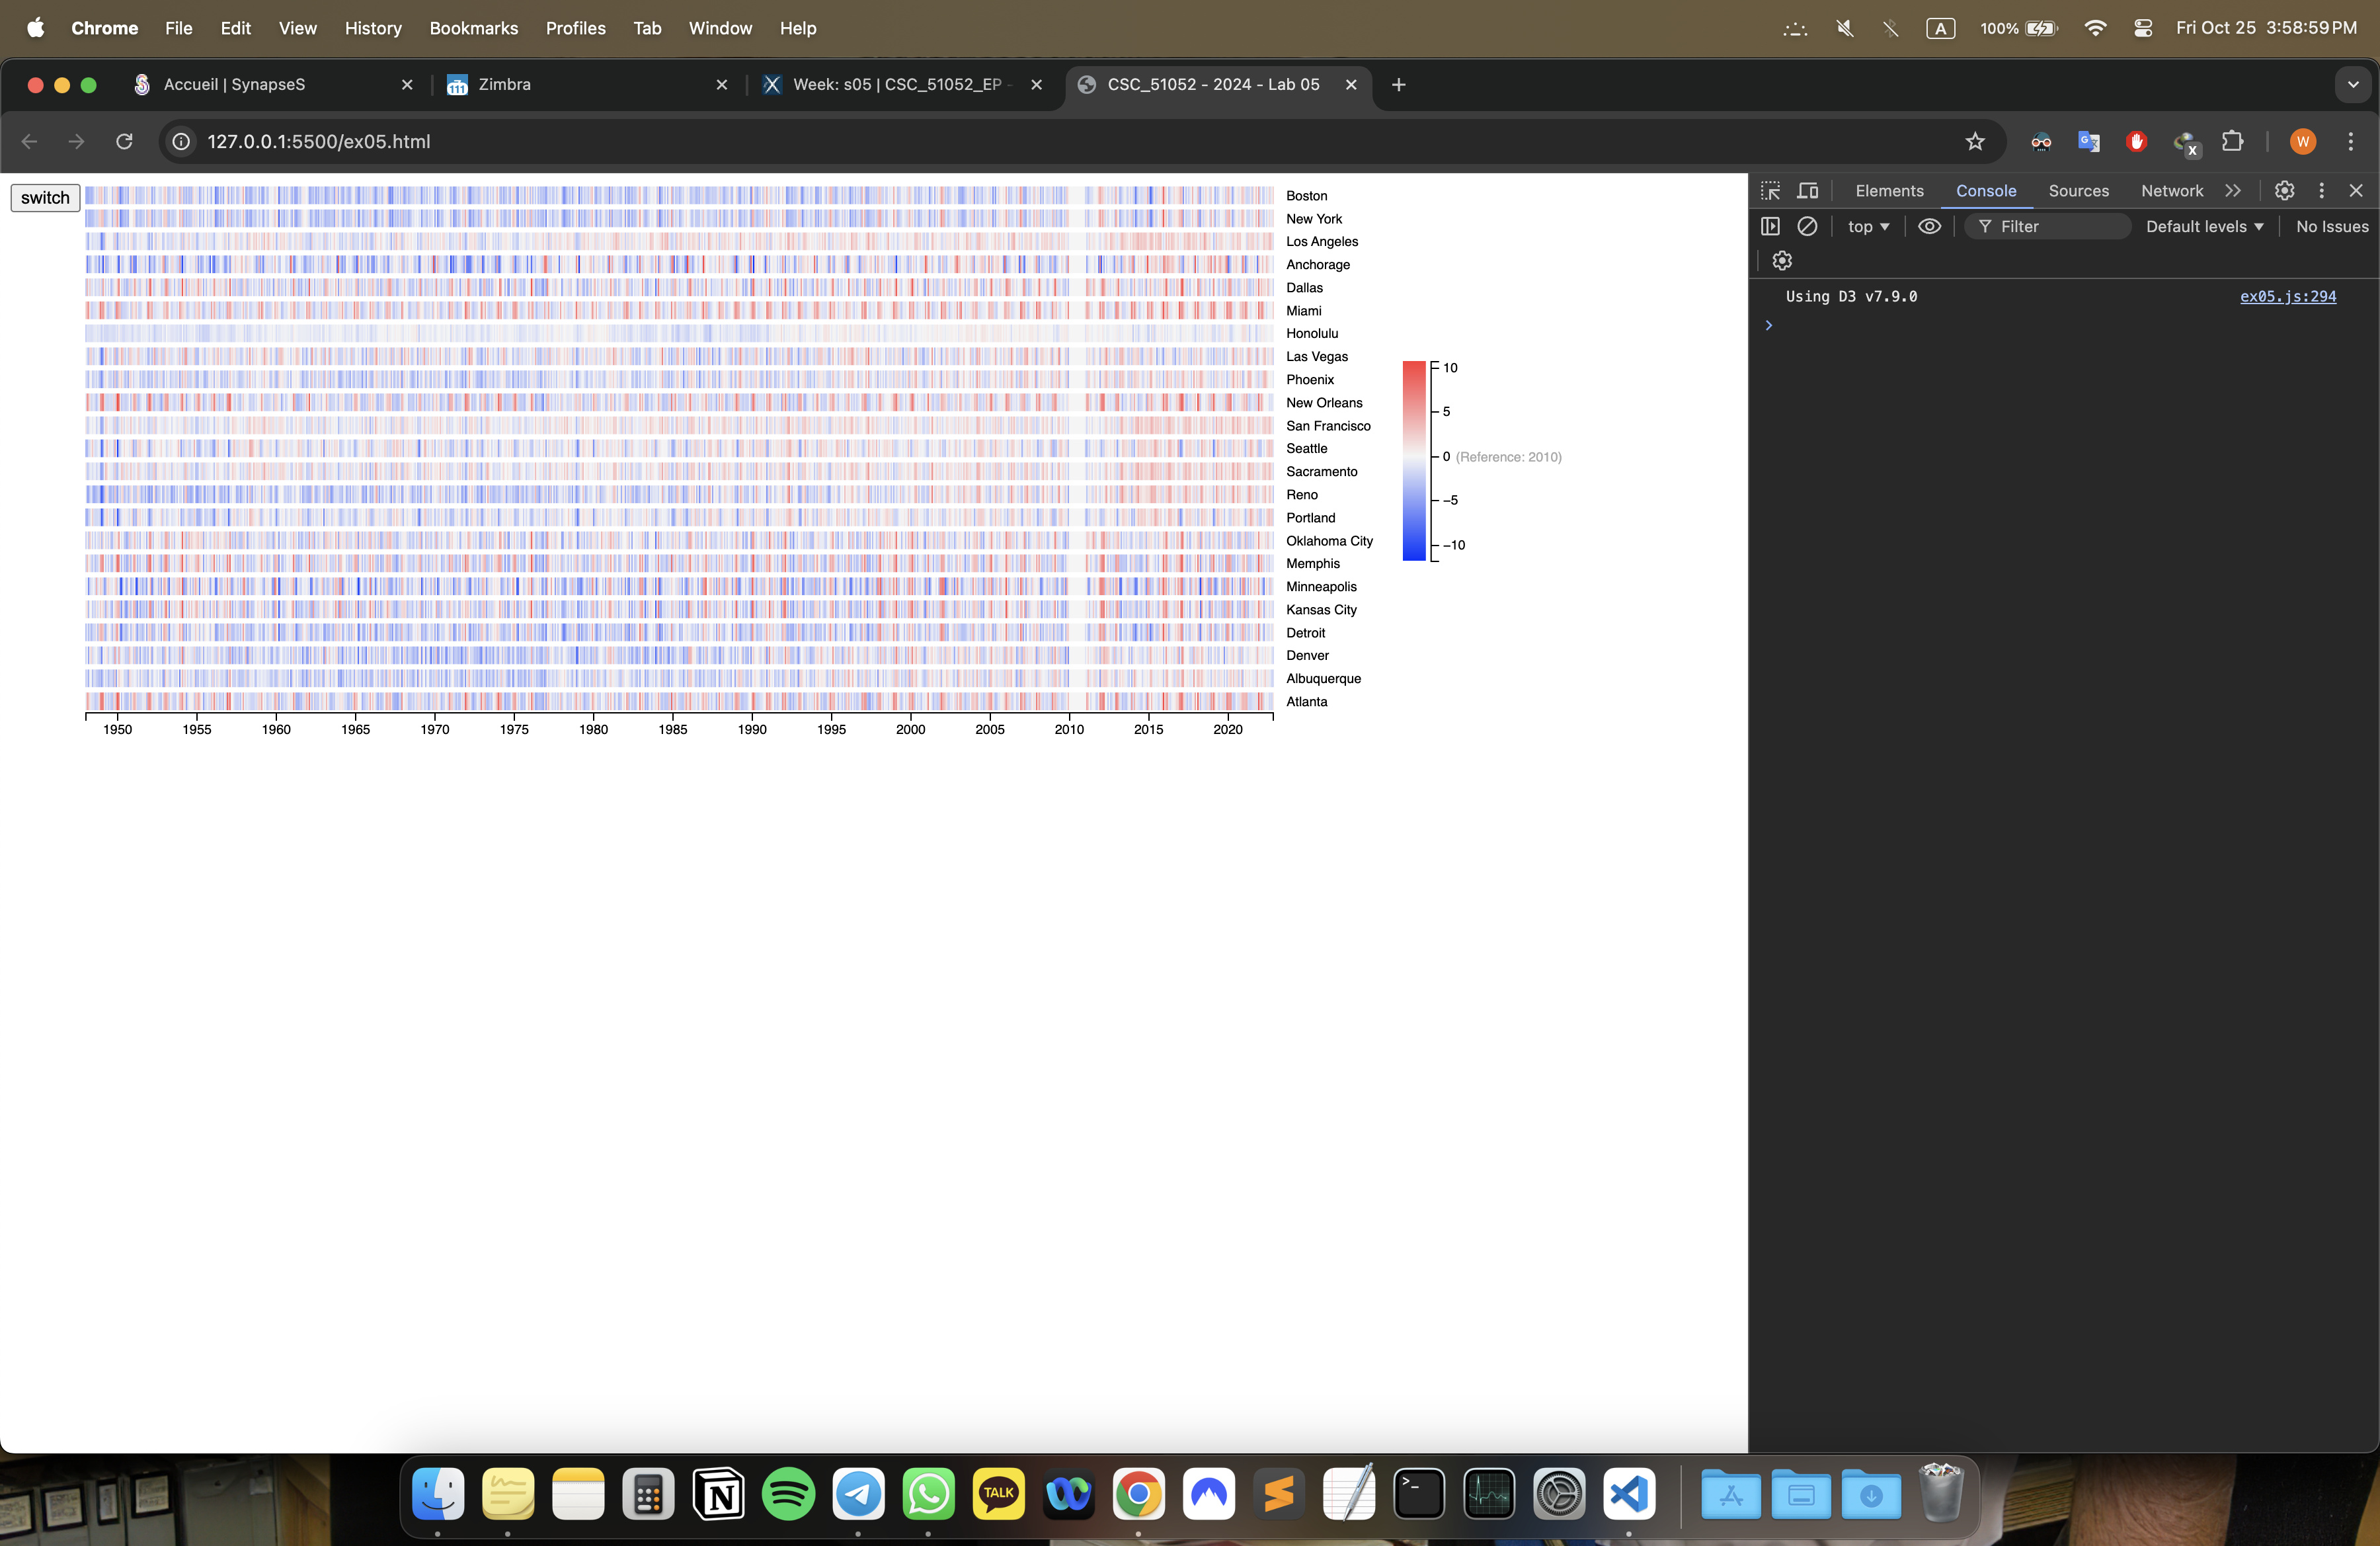 Chrome File Edit View History Bookmarks Profiles Tab Window Help A 100% Fri Oct 25 3:58:59 PM
Accueil | SynapseS Zimbra Week: s05 | CSC_51052_EP - CSC_51052 - 2024 - Lab 05
127.0.0.1:5500/ex05.html W
Elements Console Sources Network
switch
top Filter Default levels No Issues
Using D3 v7.9.0 ex05.js:294
Boston
New York
Los Angeles
Anchorage
Dallas
Miami
Honolulu
Las Vegas
Phoenix
New Orleans
San Francisco
Seattle
Sacramento
Reno
Portland
Oklahoma City
Memphis
Minneapolis
Kansas City
Detroit
Denver
Albuquerque
Atlanta
10
5
0 (Reference: 2010)
−5
−10
1950 1955 1960 1965 1970 1975 1980 1985 1990 1995 2000 2005 2010 2015 2020
TALK